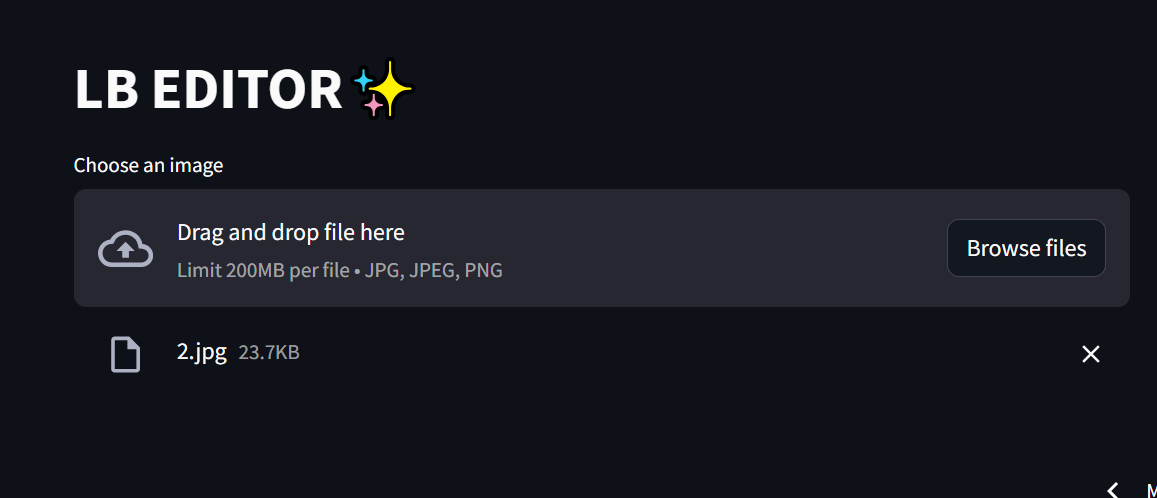 LB EDITOR✨
Choose an image
Drag and drop file here
Limit 200MB per file • JPG, JPEG, PNG
Browse files
2.jpg 23.7KB